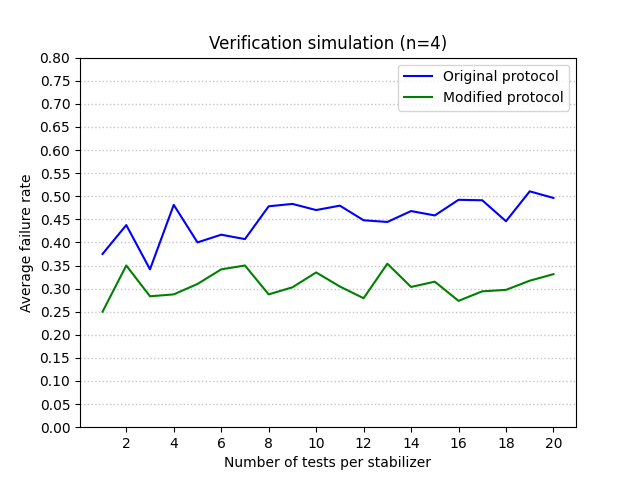 Verification simulation (n=4)
Original protocol
Modified protocol
Average failure rate
0.80
0.75
0.70
0.65
0.60
0.55
0.50
0.45
0.40
0.35
0.30
0.25
0.20
0.15
0.10
0.05
0.00
2 4 6 8 10 12 14 16 18 20
Number of tests per stabilizer